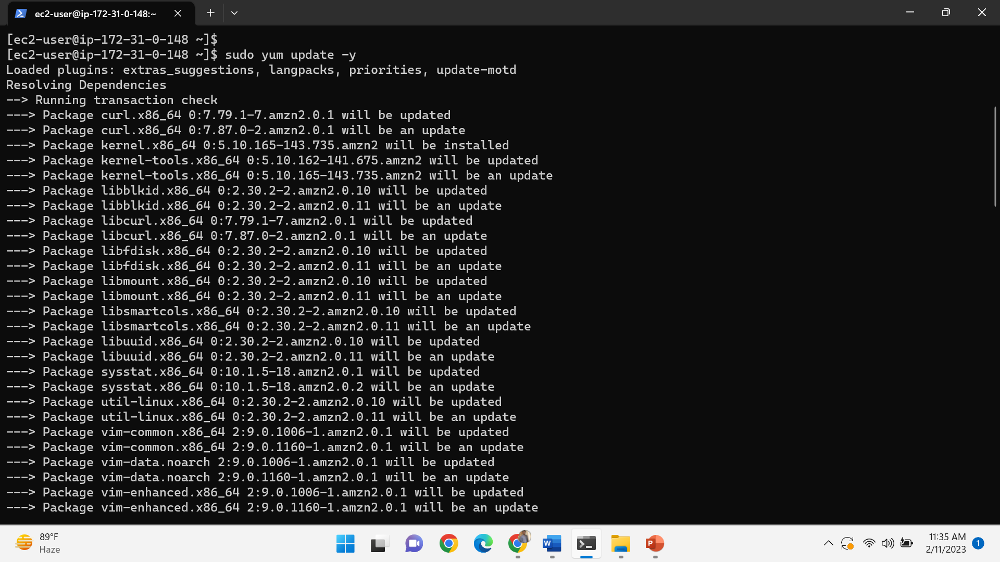 ec2-user@ip-172-31-0-148:~
[ec2-user@ip-172-31-0-148 ~]$
[ec2-user@ip-172-31-0-148 ~]$ sudo yum update -y
Loaded plugins: extras_suggestions, langpacks, priorities, update-motd
Resolving Dependencies
--> Running transaction check
---> Package curl.x86_64 0:7.79.1-7.amzn2.0.1 will be updated
---> Package curl.x86_64 0:7.87.0-2.amzn2.0.1 will be an update
---> Package kernel.x86_64 0:5.10.165-143.735.amzn2 will be installed
---> Package kernel-tools.x86_64 0:5.10.162-141.675.amzn2 will be updated
---> Package kernel-tools.x86_64 0:5.10.165-143.735.amzn2 will be an update
---> Package libblkid.x86_64 0:2.30.2-2.amzn2.0.10 will be updated
---> Package libblkid.x86_64 0:2.30.2-2.amzn2.0.11 will be an update
---> Package libcurl.x86_64 0:7.79.1-7.amzn2.0.1 will be updated
---> Package libcurl.x86_64 0:7.87.0-2.amzn2.0.1 will be an update
---> Package libfdisk.x86_64 0:2.30.2-2.amzn2.0.10 will be updated
---> Package libfdisk.x86_64 0:2.30.2-2.amzn2.0.11 will be an update
---> Package libmount.x86_64 0:2.30.2-2.amzn2.0.10 will be updated
---> Package libmount.x86_64 0:2.30.2-2.amzn2.0.11 will be an update
---> Package libsmartcols.x86_64 0:2.30.2-2.amzn2.0.10 will be updated
---> Package libsmartcols.x86_64 0:2.30.2-2.amzn2.0.11 will be an update
---> Package libuuid.x86_64 0:2.30.2-2.amzn2.0.10 will be updated
---> Package libuuid.x86_64 0:2.30.2-2.amzn2.0.11 will be an update
---> Package sysstat.x86_64 0:10.1.5-18.amzn2.0.1 will be updated
---> Package sysstat.x86_64 0:10.1.5-18.amzn2.0.2 will be an update
---> Package util-linux.x86_64 0:2.30.2-2.amzn2.0.10 will be updated
---> Package util-linux.x86_64 0:2.30.2-2.amzn2.0.11 will be an update
---> Package vim-common.x86_64 2:9.0.1006-1.amzn2.0.1 will be updated
---> Package vim-common.x86_64 2:9.0.1160-1.amzn2.0.1 will be an update
---> Package vim-data.noarch 2:9.0.1006-1.amzn2.0.1 will be updated
---> Package vim-data.noarch 2:9.0.1160-1.amzn2.0.1 will be an update
---> Package vim-enhanced.x86_64 2:9.0.1006-1.amzn2.0.1 will be updated
---> Package vim-enhanced.x86_64 2:9.0.1160-1.amzn2.0.1 will be an update
89°F
Haze
W
P
11:35 AM
2/11/2023
1